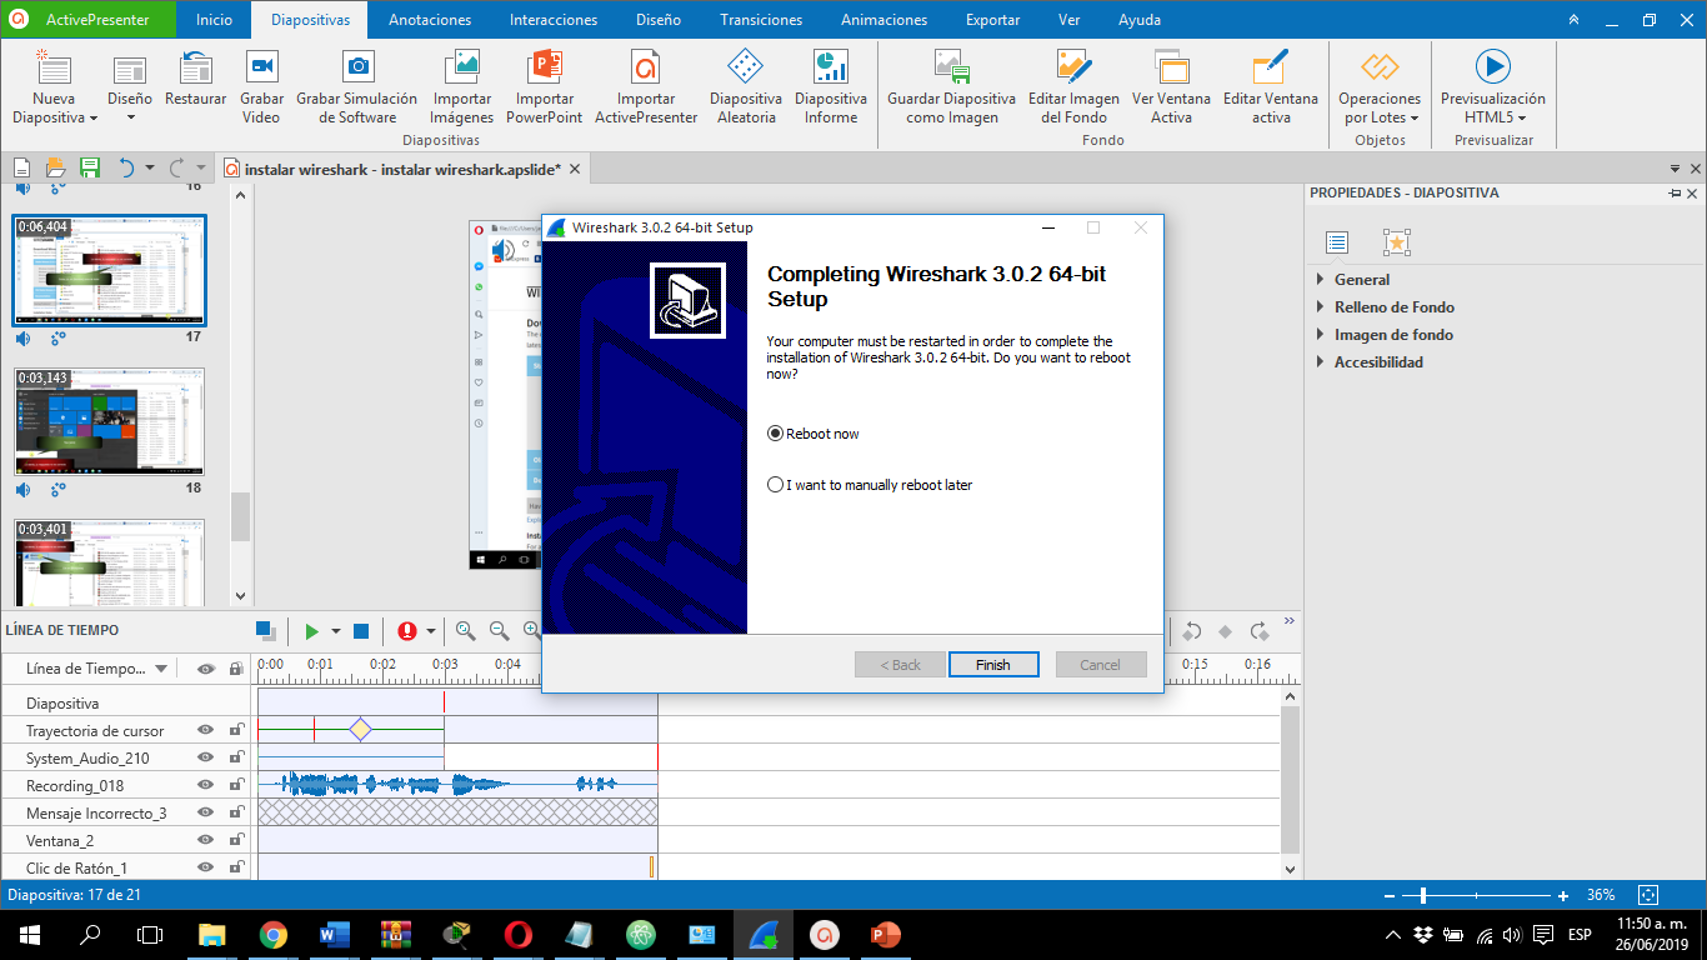 ActivePresenter
Inicio
Diapositivas
Anotaciones
Interacciones
Diseño
Transiciones
Animaciones
Exportar
Ver
Ayuda
Nueva
Diapositiva
Diseño
Restaurar
Grabar
Video
Grabar Simulación
de Software
Importar
Imágenes
Importar
PowerPoint
Importar
ActivePresenter
Diapositiva
Aleatoria
Diapositiva
Informe
Guardar Diapositiva
como Imagen
Editar Imagen
del Fondo
Ver Ventana
Activa
Editar Ventana
activa
Operaciones
por Lotes
Previsualización
HTML5
Diapositivas
Fondo
Objetos
Previsualizar
instalar wireshark - instalar wireshark.apslide*
16
0:06,404
17
0:03,143
18
0:03,401
Wireshark 3.0.2 64-bit Setup
Completing Wireshark 3.0.2 64-bit
Setup
Your computer must be restarted in order to complete the
installation of Wireshark 3.0.2 64-bit. Do you want to reboot
now?
Reboot now
I want to manually reboot later
< Back
Finish
Cancel
PROPIEDADES - DIAPOSITIVA
General
Relleno de Fondo
Imagen de fondo
Accesibilidad
LÍNEA DE TIEMPO
Línea de Tiempo...
0:00 0:01 0:02 0:03 0:04 0:15 0:16
Diapositiva
Trayectoria de cursor
System_Audio_210
Recording_018
Mensaje Incorrecto_3
Ventana_2
Clic de Ratón_1
Diapositiva: 17 de 21
36%
ESP
11:50 a. m.
26/06/2019